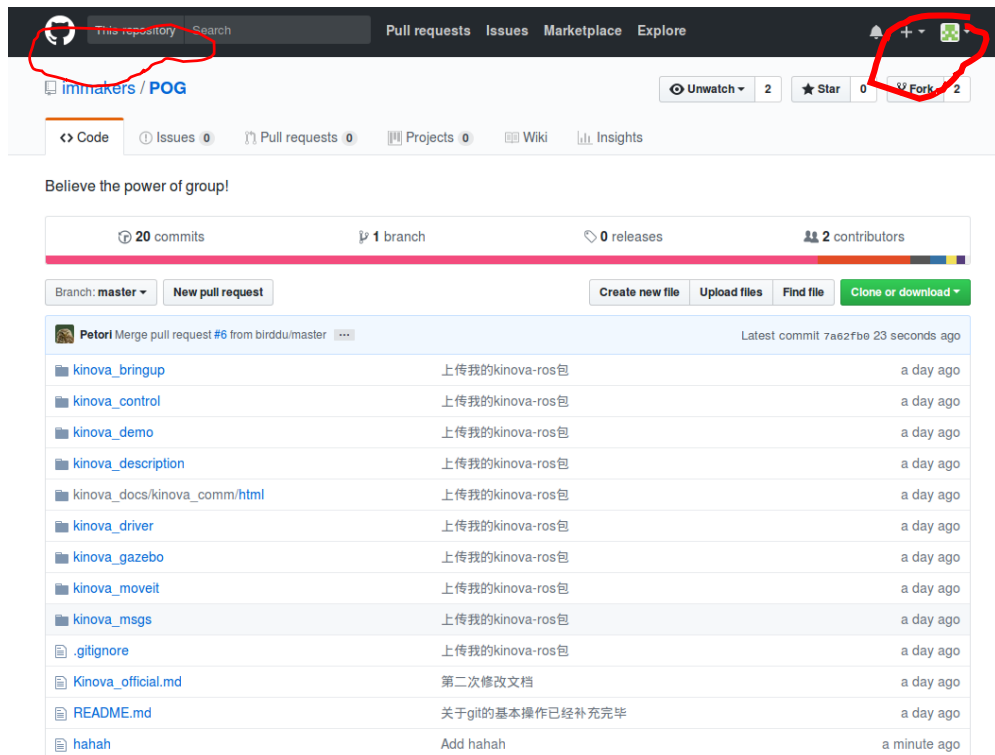 This repository Search Pull requests Issues Marketplace Explore
immakers / POG Unwatch 2 Star 0 Fork 2
Code Issues 0 Pull requests 0 Projects 0 Wiki Insights
Believe the power of group!
20 commits 1 branch 0 releases 2 contributors
Branch: master New pull request Create new file Upload files Find file Clone or download
Petori Merge pull request #6 from birddu/master ... Latest commit 7a62fb0 23 seconds ago
kinova_bringup 上传我的kinova-ros包 a day ago
kinova_control 上传我的kinova-ros包 a day ago
kinova_demo 上传我的kinova-ros包 a day ago
kinova_description 上传我的kinova-ros包 a day ago
kinova_docs/kinova_comm/html 上传我的kinova-ros包 a day ago
kinova_driver 上传我的kinova-ros包 a day ago
kinova_gazebo 上传我的kinova-ros包 a day ago
kinova_moveit 上传我的kinova-ros包 a day ago
kinova_msgs 上传我的kinova-ros包 a day ago
.gitignore 上传我的kinova-ros包 a day ago
Kinova_official.md 第二次修改文档 a day ago
README.md 关于git的基本操作已经补充完毕 a day ago
hahah Add hahah a minute ago